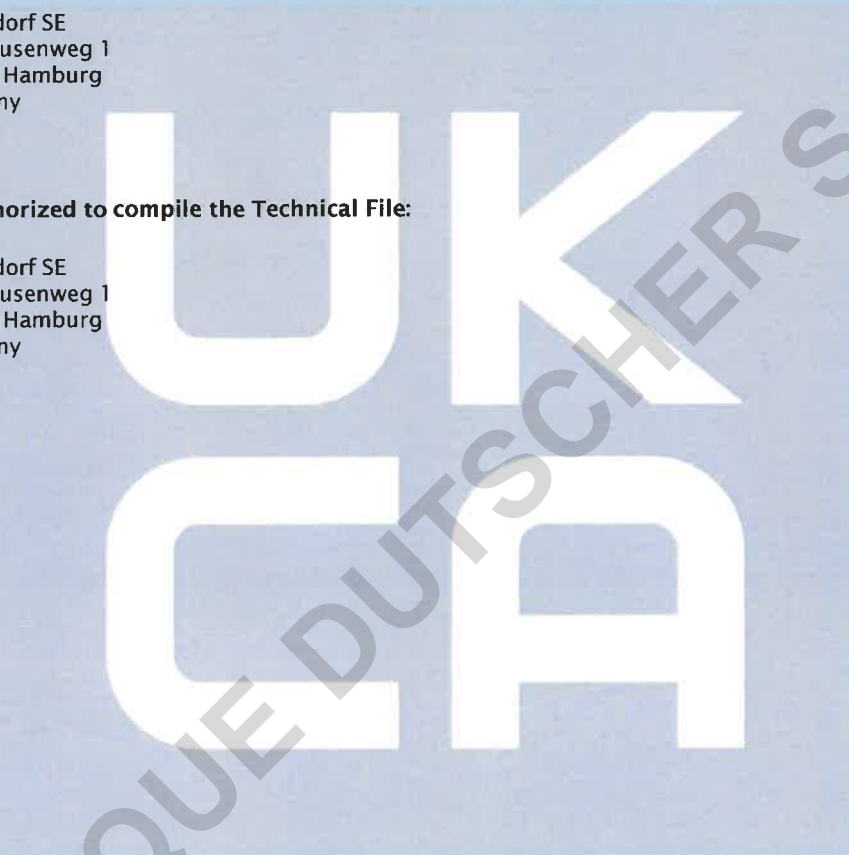 dorf SE
usenweg 1
Hamburg
ny
horized to compile the Technical File:
dorf SE
usenweg 1
Hamburg
ny
UK
CA
QUE DUTSCHER S